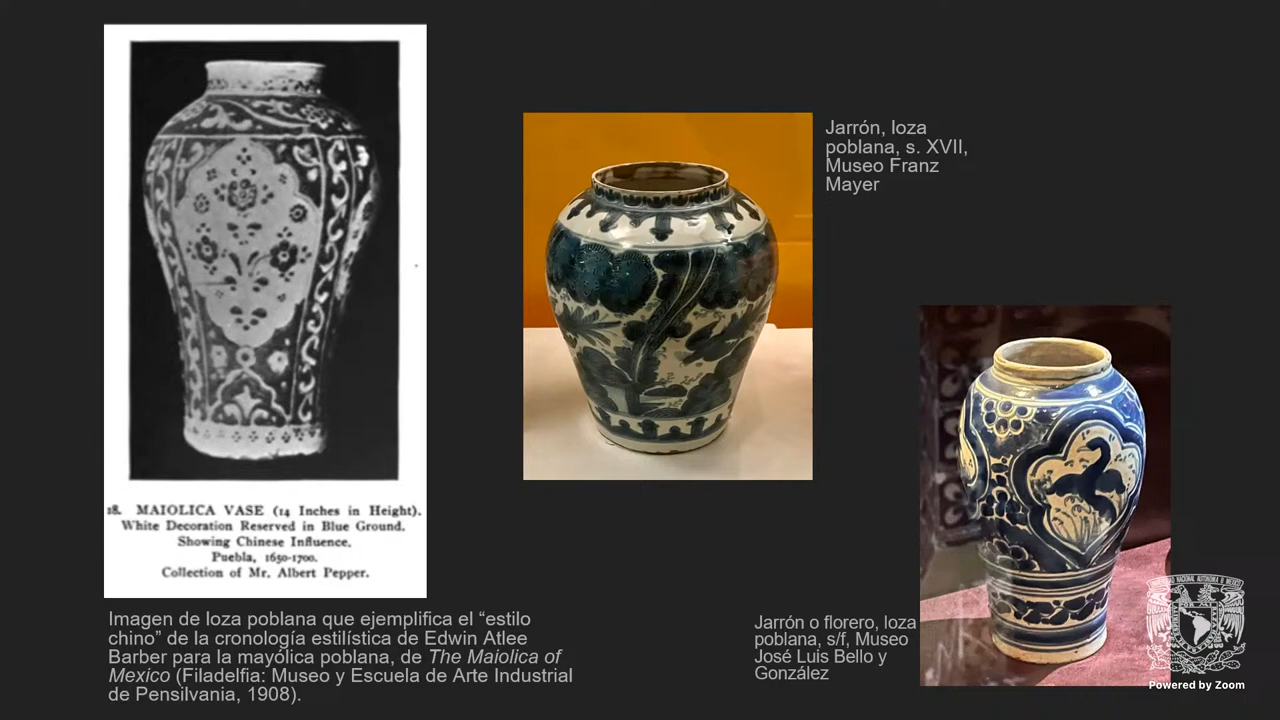 18. MAIOLICA VASE (14 Inches in Height).
White Decoration Reserved in Blue Ground.
Showing Chinese Influence.
Puebla, 1650-1700.
Collection of Mr. Albert Pepper.
Imagen de loza poblana que ejemplifica el “estilo
chino” de la cronología estilística de Edwin Atlee
Barber para la mayólica poblana, de The Maiolica of
Mexico (Filadelfia: Museo y Escuela de Arte Industrial
de Pensilvania, 1908).
Jarrón, loza
poblana, s. XVII,
Museo Franz
Mayer
Jarrón o florero, loza
poblana, s/f, Museo
José Luis Bello y
González
Powered by Zoom